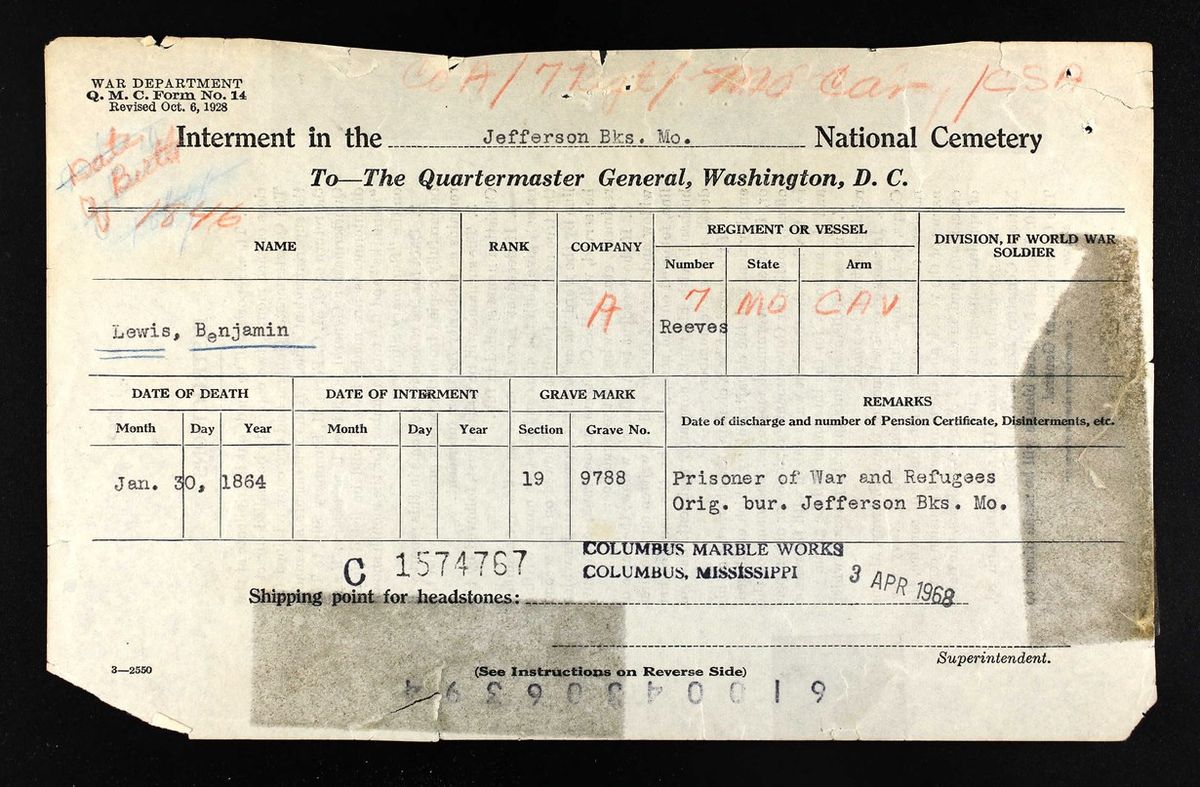 WAR DEPARTMENT
Q. M. C. Form No. 14
Revised Oct. 6, 1928
Co A / 7 Rgt / Mo Cav / CSA
Date
of Birth
1846
Interment in the Jefferson Bks. Mo. National Cemetery
To—The Quartermaster General, Washington, D. C.
NAME RANK COMPANY REGIMENT OR VESSEL DIVISION, IF WORLD WAR SOLDIER
Number State Arm
A 7 MO CAV
Lewis, Benjamin Reeves
DATE OF DEATH DATE OF INTERMENT GRAVE MARK REMARKS
Date of discharge and number of Pension Certificate, Disinterments, etc.
Month Day Year Month Day Year Section Grave No.
Jan. 30, 1864 19 9788 Prisoner of War and Refugees
Orig. bur. Jefferson Bks. Mo.
C 1574767 COLUMBUS MARBLE WORKS
COLUMBUS, MISSISSIPPI 3 APR 1968
Shipping point for headstones:
Superintendent.
3—2550 (See Instructions on Reverse Side)
61004306394